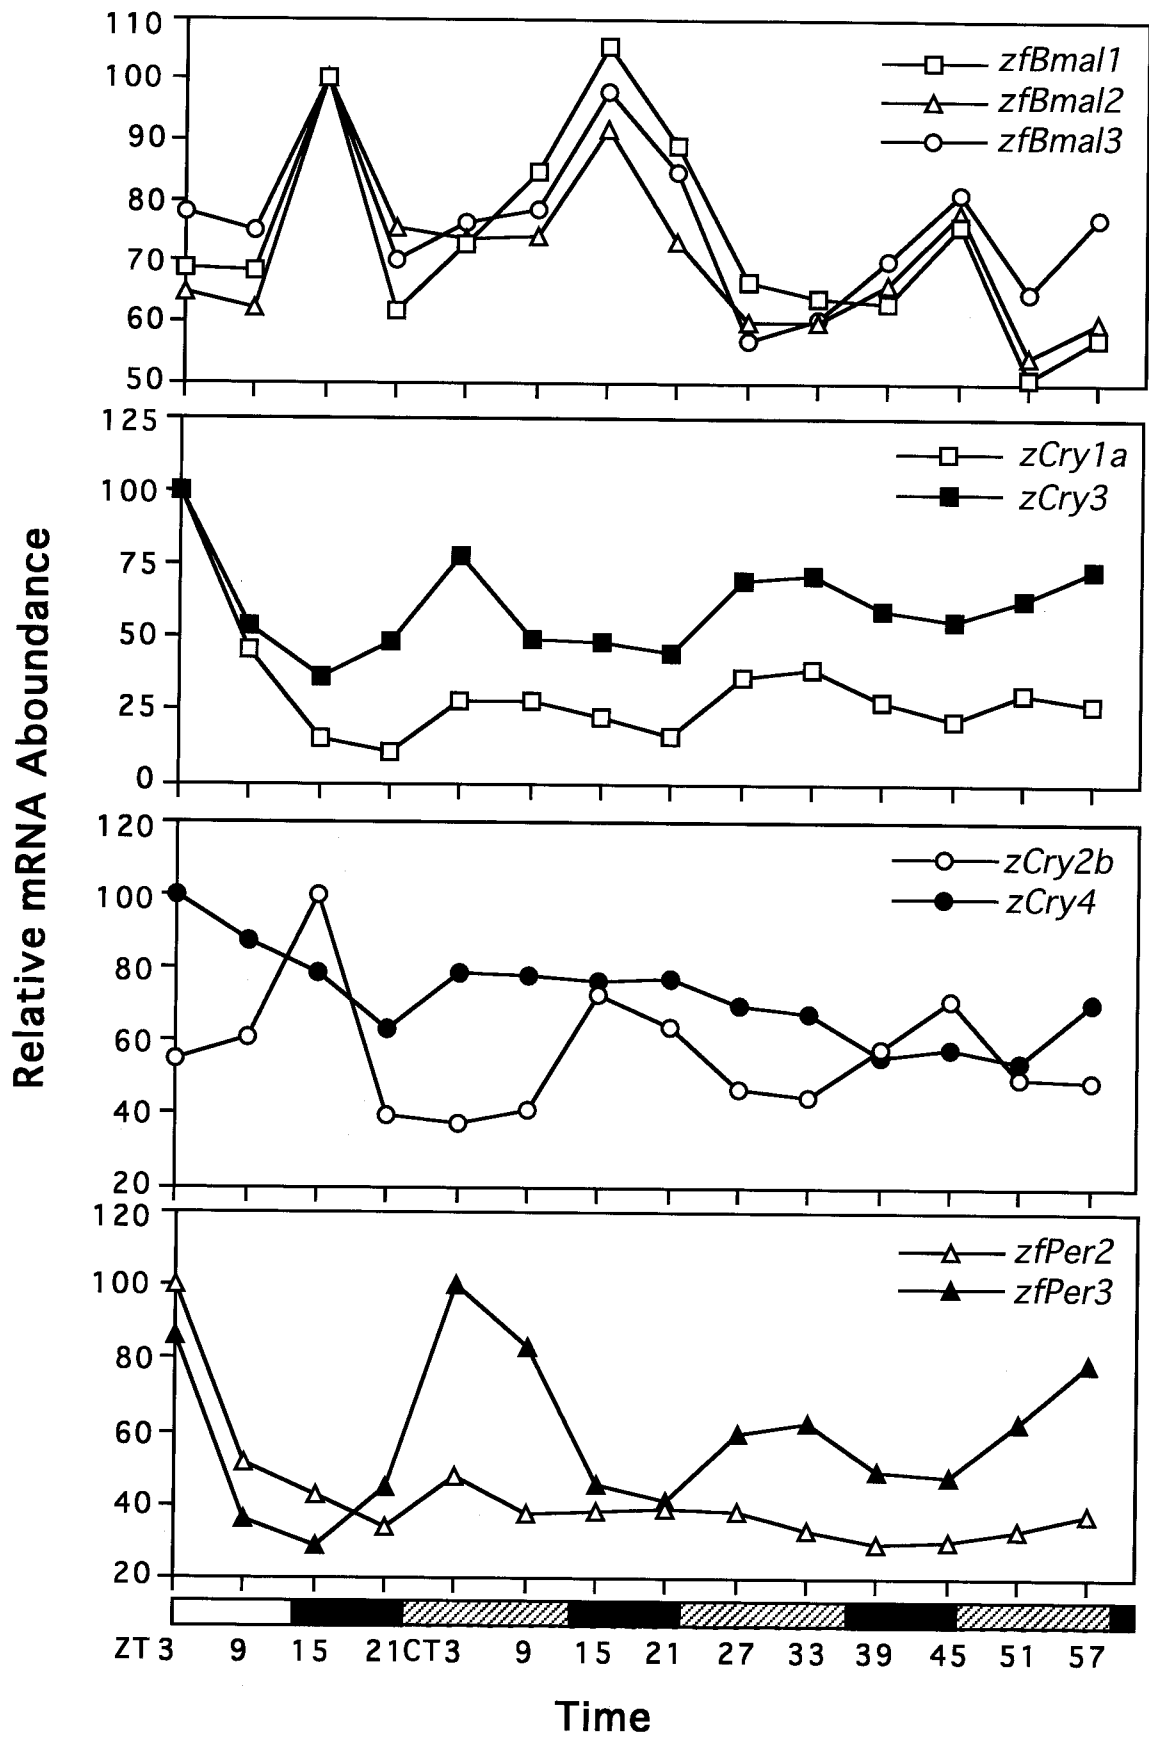 110
100
90
80
70
60
50
zfBmal1
zfBmal2
zfBmal3
125
100
75
50
25
0
zCry1a
zCry3
120
100
80
60
40
20
zCry2b
zCry4
120
100
80
60
40
20
zfPer2
zfPer3
Relative mRNA Aboundance
ZT 3 9 15 21 CT3 9 15 21 27 33 39 45 51 57
Time